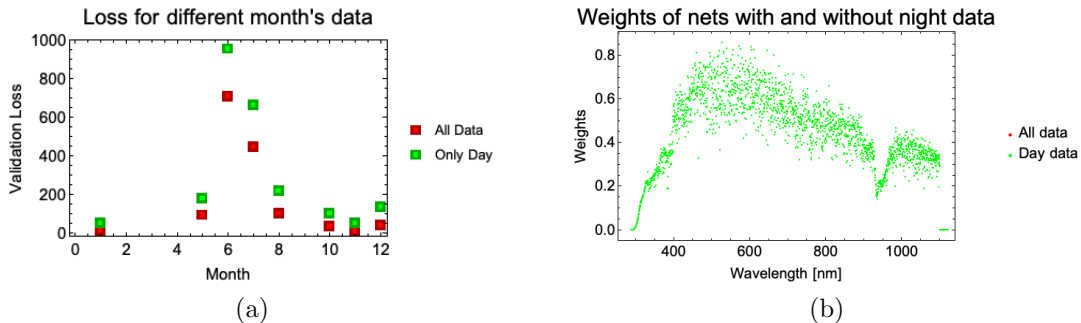 Loss for different month's data
Validation Loss
1000
800
600
400
200
0
0 2 4 6 8 10 12
Month
All Data
Only Day
(a)
Weights of nets with and without night data
Weights
0.8
0.6
0.4
0.2
0.0
400 600 800 1000
Wavelength [nm]
All data
Day data
(b)